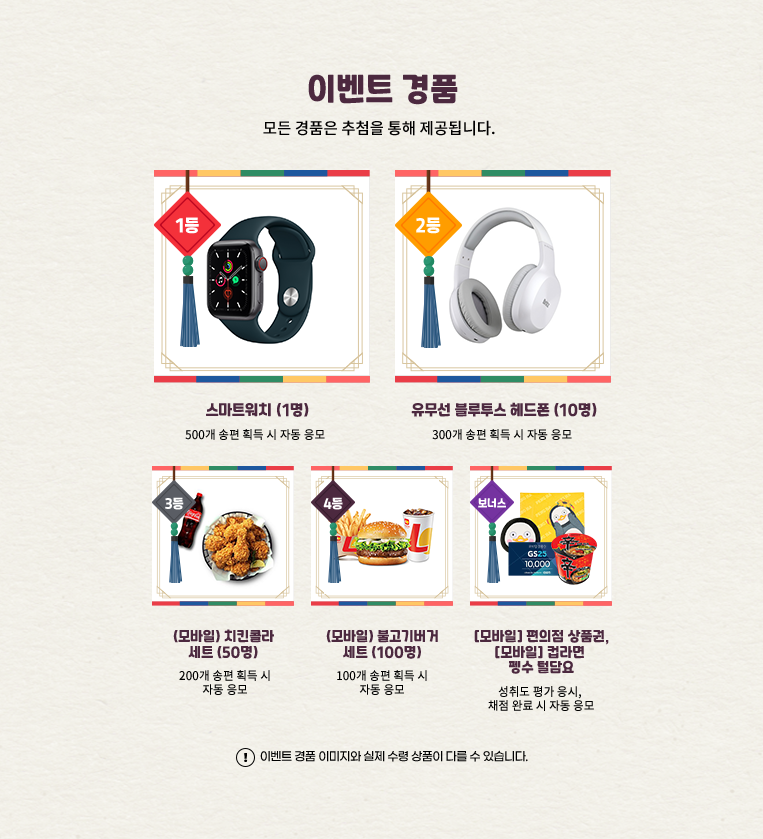 이벤트 경품
모든 경품은 추첨을 통해 제공됩니다.
1등
2등
스마트워치 (1명)
500개 송편 획득 시 자동 응모
유무선 블루투스 헤드폰 (10명)
300개 송편 획득 시 자동 응모
3등
4등
보너스
GS25
10,000
(모바일) 치킨콜라
세트 (50명)
200개 송편 획득 시
자동 응모
(모바일) 불고기버거
세트 (100명)
100개 송편 획득 시
자동 응모
[모바일] 편의점 상품권,
[모바일] 컵라면
펭수 털담요
성취도 평가 응시,
채점 완료 시 자동 응모
! 이벤트 경품 이미지와 실제 수령 상품이 다를 수 있습니다.